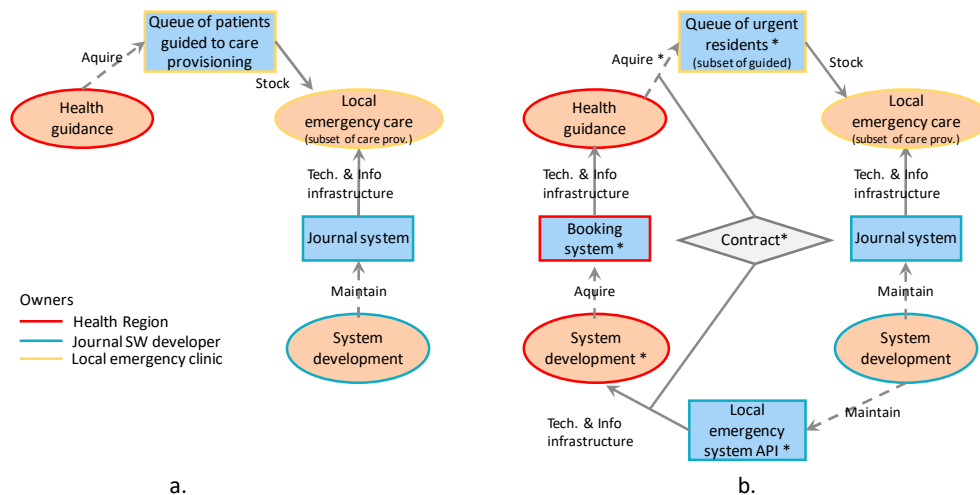 Queue of patients
guided to care
provisioning
Aquire
Stock
Health
guidance
Local
emergency care
(subset of care prov.)
Tech. & Info
infrastructure
Journal system
Maintain
System
development
Owners
Health Region
Journal SW developer
Local emergency clinic
a.
Queue of urgent
residents *
(subset of guided)
Aquire *
Stock
Health
guidance
Local
emergency care
(subset of care prov.)
Tech. & Info
infrastructure
Tech. & Info
infrastructure
Booking
system *
Contract*
Journal system
Aquire
Maintain
System
development *
System
development
Tech. & Info
infrastructure
Local
emergency
system API *
Maintain
b.